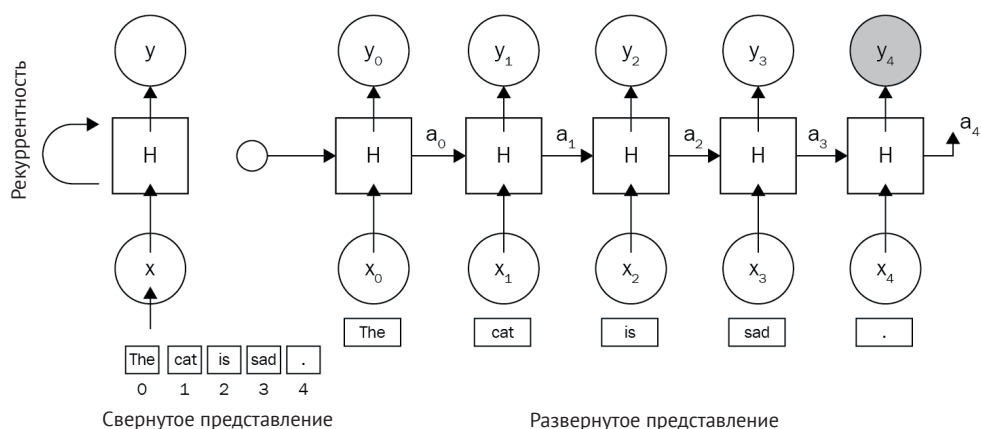 Рекуррентность
y
H
x
The cat is sad .
0 1 2 3 4
Свернутое представление
y₀ y₁ y₂ y₃ y₄
a₀ a₁ a₂ a₃ a₄
H H H H H
x₀ x₁ x₂ x₃ x₄
The cat is sad .
Развернутое представление